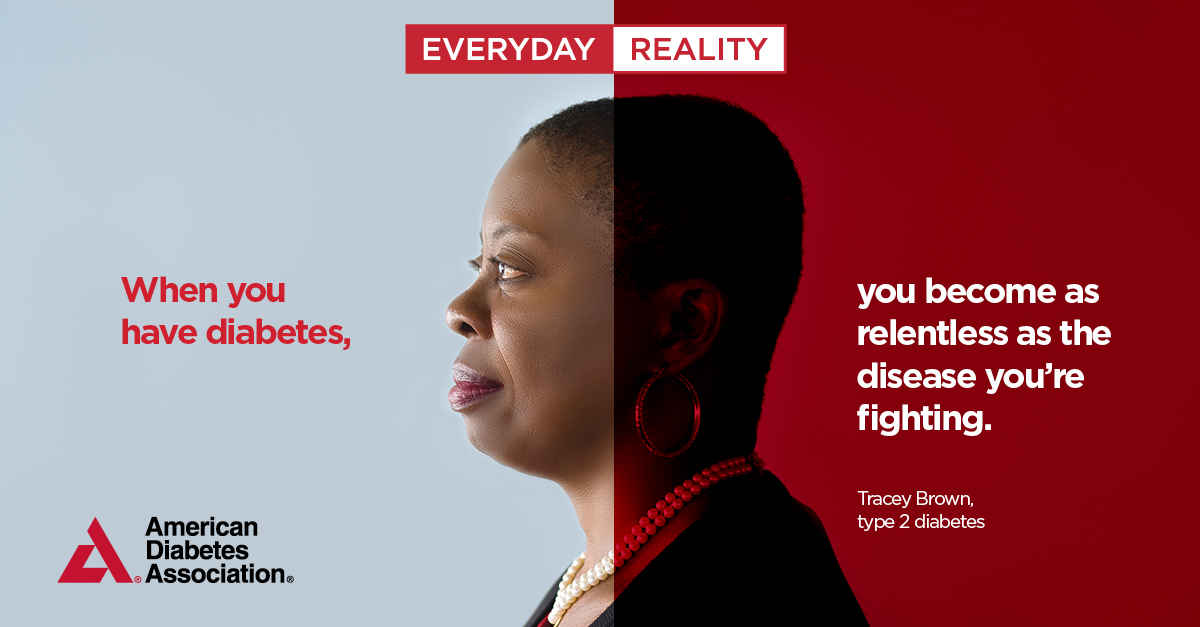 EVERYDAY REALITY
When you
have diabetes,
you become as
relentless as the
disease you’re
fighting.
Tracey Brown,
type 2 diabetes
American
Diabetes
Association®